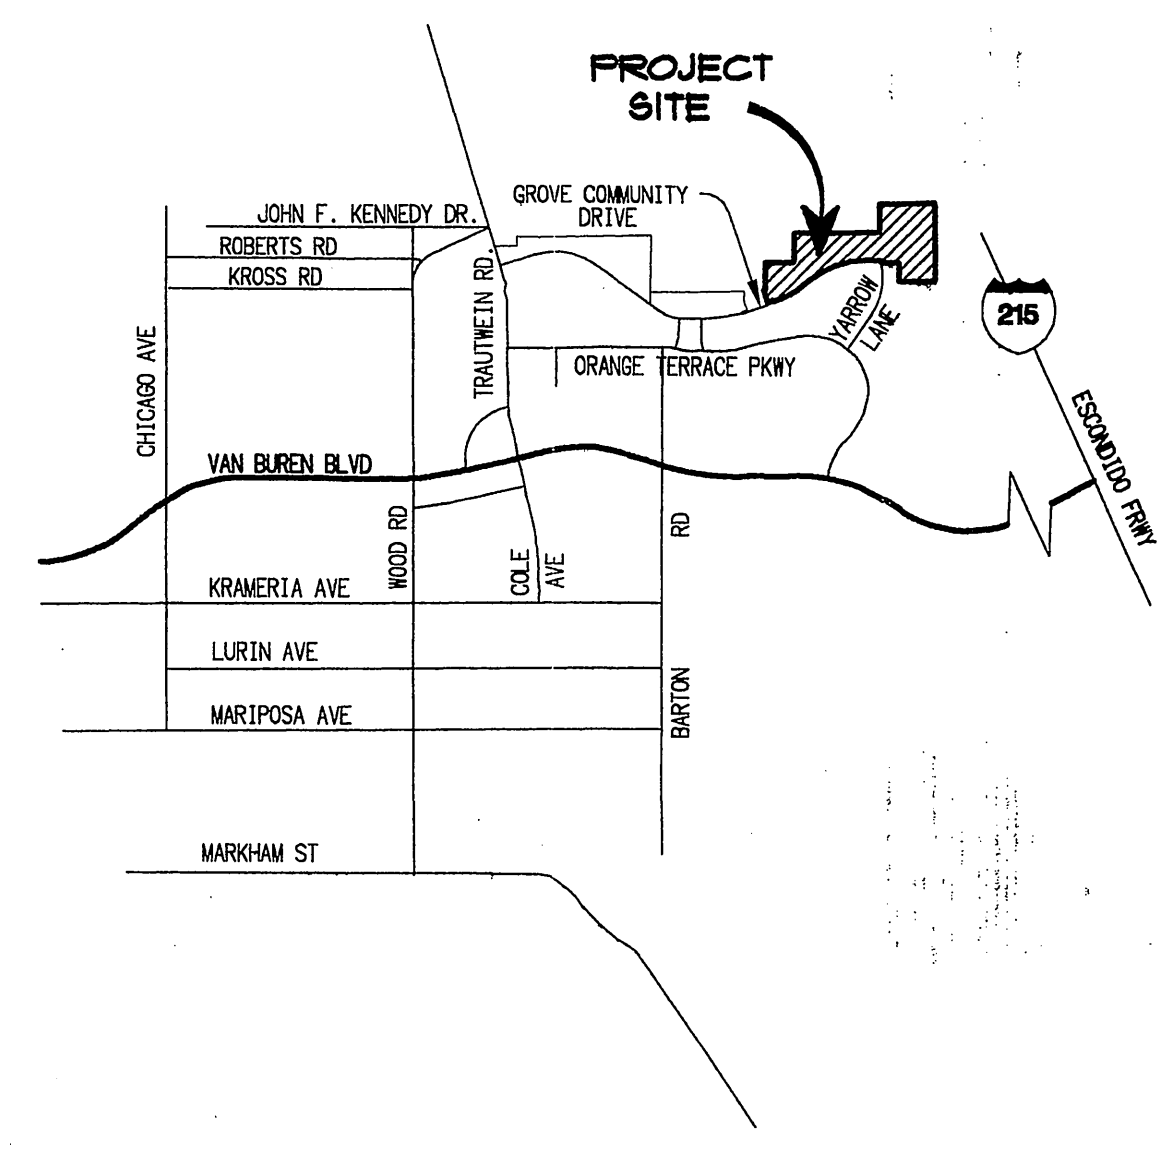 PROJECT
SITE
GROVE COMMUNITY
DRIVE
JOHN F. KENNEDY DR.
ROBERTS RD
KROSS RD
TRAUTWEIN RD.
YARROW
LANE
215
CHICAGO AVE
ORANGE TERRACE PKWY
ESCONDIDO FRWY
VAN BUREN BLVD
WOOD RD
RD
COLE
AVE
KRAMERIA AVE
LURIN AVE
MARIPOSA AVE
BARTON
MARKHAM ST